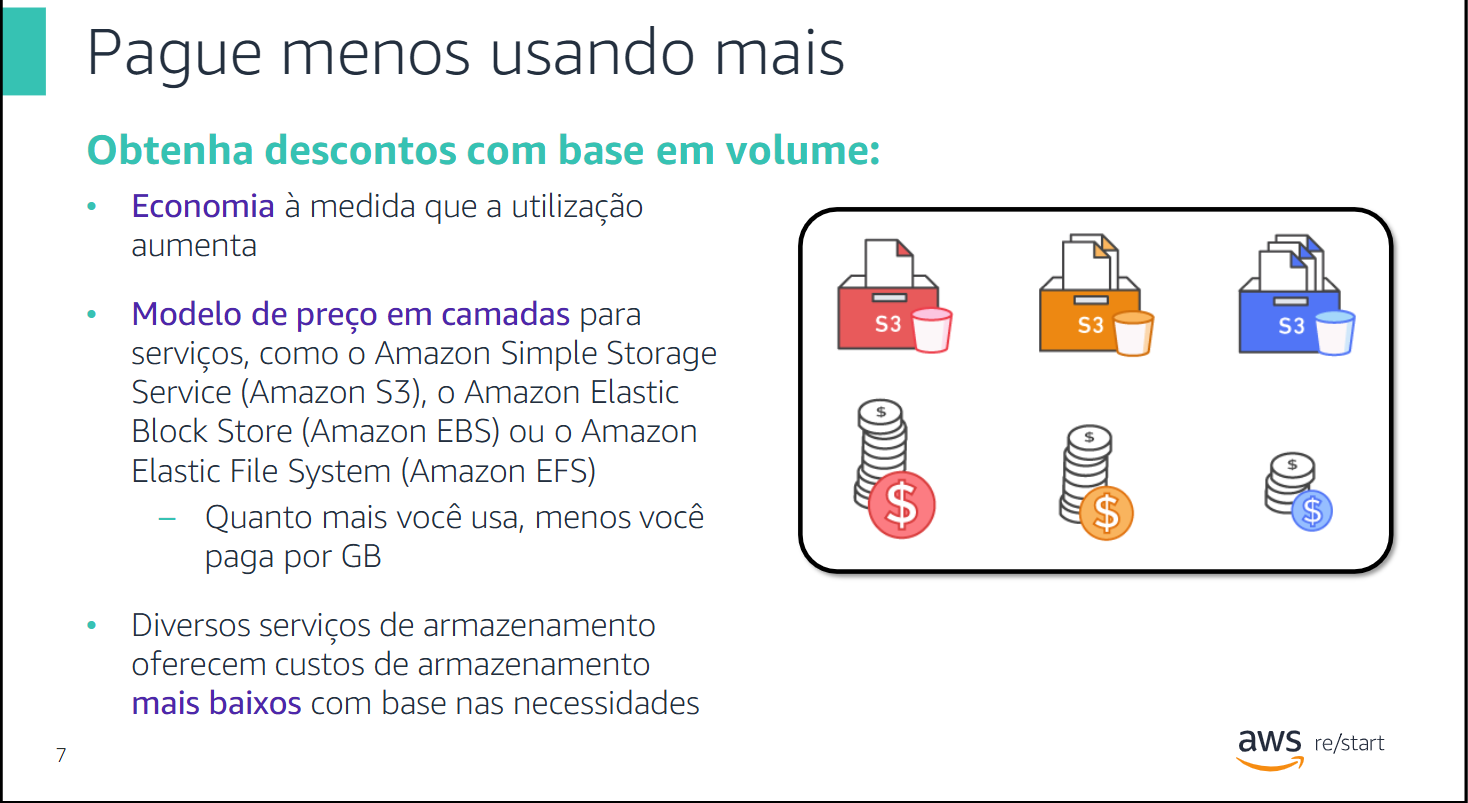 Pague menos usando mais
Obtenha descontos com base em volume:
• Economia à medida que a utilização
aumenta
• Modelo de preço em camadas para
serviços, como o Amazon Simple Storage
Service (Amazon S3), o Amazon Elastic
Block Store (Amazon EBS) ou o Amazon
Elastic File System (Amazon EFS)
– Quanto mais você usa, menos você
paga por GB
• Diversos serviços de armazenamento
oferecem custos de armazenamento
mais baixos com base nas necessidades
S3 S3 S3
$ $ $
$ $ $
7
aws re/start